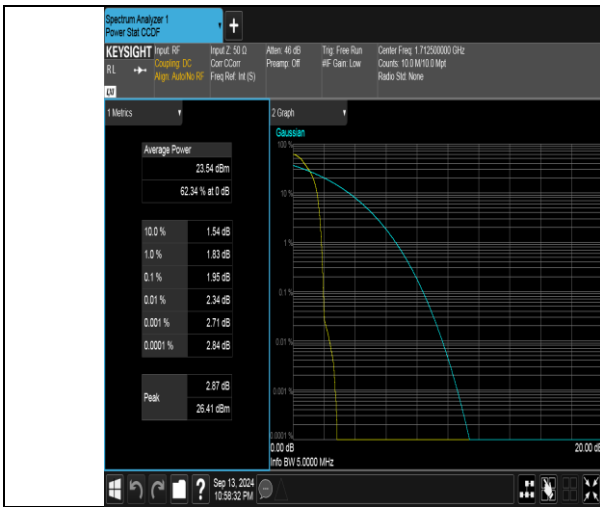 Spectrum Analyzer 1
Power Stat CCDF
KEYSIGHT Input: RF Input Z: 50 Ω Atten: 46 dB Trig: Free Run Center Freq: 1.712500000 GHz
RL Coupling: DC Corr CCorr Preamp: Off #IF Gain: Low Counts: 10.0 M/10.0 Mpt
Align: Auto/No RF Freq Ref: Int (S) Radio Std: None
LXI
1 Metrics
2 Graph
Gaussian
Average Power
23.54 dBm
62.34 % at 0 dB
10.0 % 1.54 dB
1.0 % 1.83 dB
0.1 % 1.95 dB
0.01 % 2.34 dB
0.001 % 2.71 dB
0.0001 % 2.84 dB
Peak 2.87 dB
26.41 dBm
100 %
10 %
1 %
0.1 %
0.01 %
0.001 %
0.0001 %
0.00 dB 20.00 dB
Info BW 5.0000 MHz
? Sep 13, 2024
10:58:32 PM